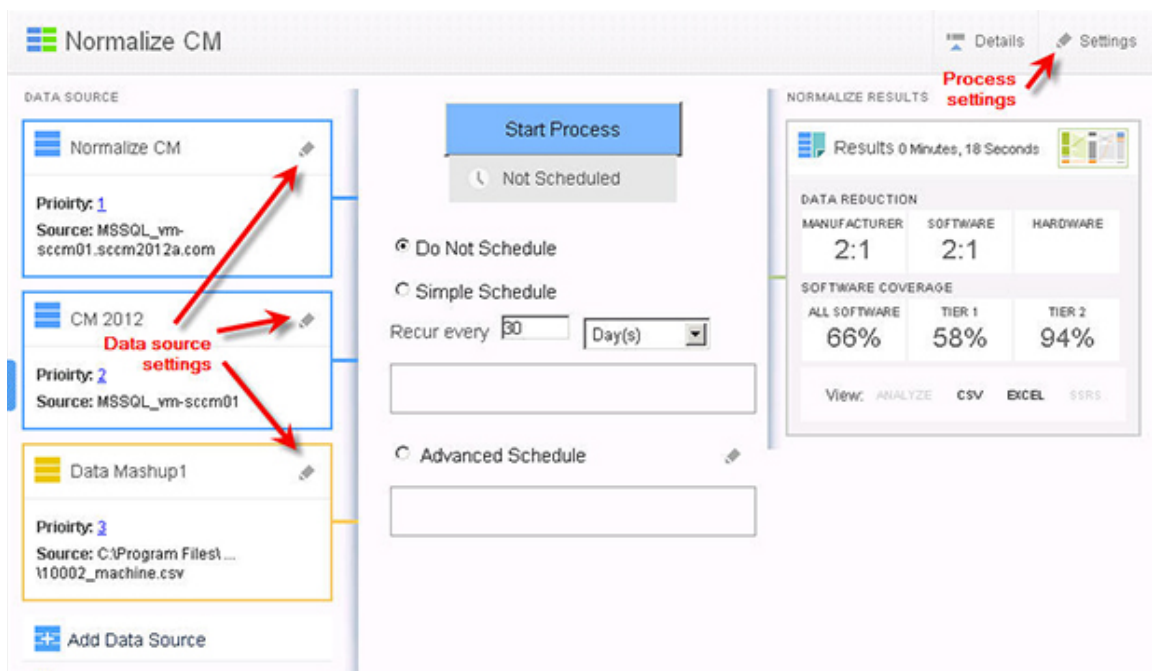 Normalize CM
Details
Settings
Process
settings
DATA SOURCE
Normalize CM
Prioirty: 1
Source: MSSQL_vm-
sccm01.sccm2012a.com
CM 2012
Data source
settings
Prioirty: 2
Source: MSSQL_vm-sccm01
Data Mashup1
Prioirty: 3
Source: C:\Program Files\ ...
\10002_machine.csv
Add Data Source
Start Process
Not Scheduled
Do Not Schedule
Simple Schedule
Recur every 30 Day(s)
Advanced Schedule
NORMALIZE RESULTS
Results 0 Minutes, 18 Seconds
DATA REDUCTION
MANUFACTURER SOFTWARE HARDWARE
2:1 2:1
SOFTWARE COVERAGE
ALL SOFTWARE TIER 1 TIER 2
66% 58% 94%
View: ANALYZE CSV EXCEL SSRS